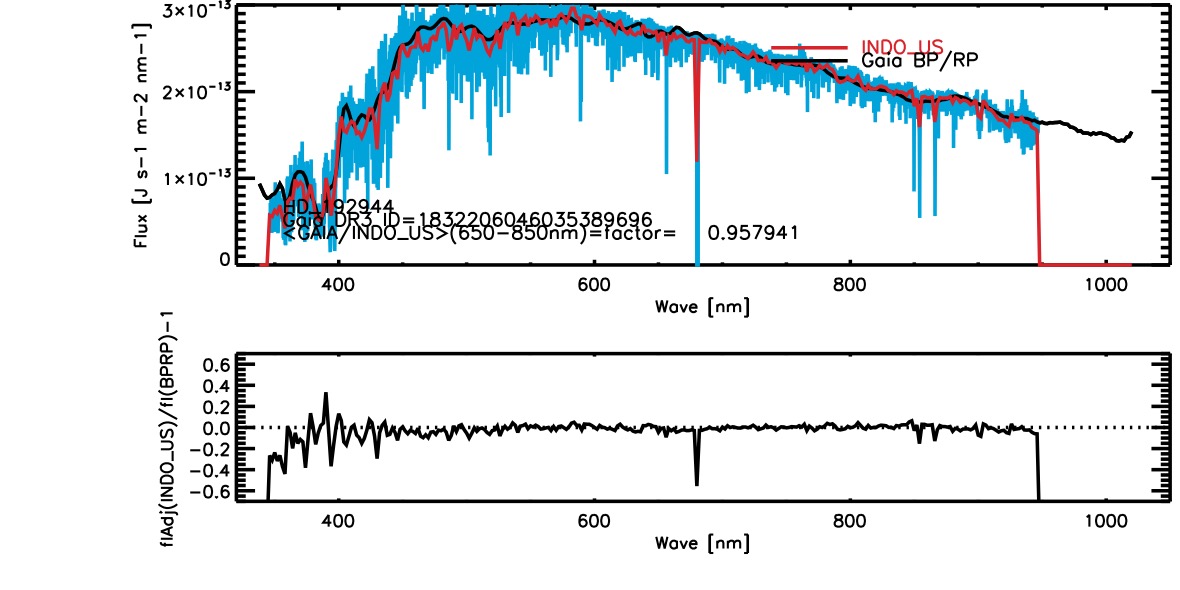 3×10−13
2×10−13
1×10−13
0
Flux [J s−1 m−2 nm−1]
INDO_US
Gaia BP/RP
HD_192944
Gaia DR3 ID=1832206046035389696
<GAIA/INDO_US>(650−850nm)=factor= 0.957941
400 600 800 1000
Wave [nm]
0.6
0.4
0.2
0.0
−0.2
−0.4
−0.6
flAdj(INDO_US)/fl(BPRP)−1
400 600 800 1000
Wave [nm]